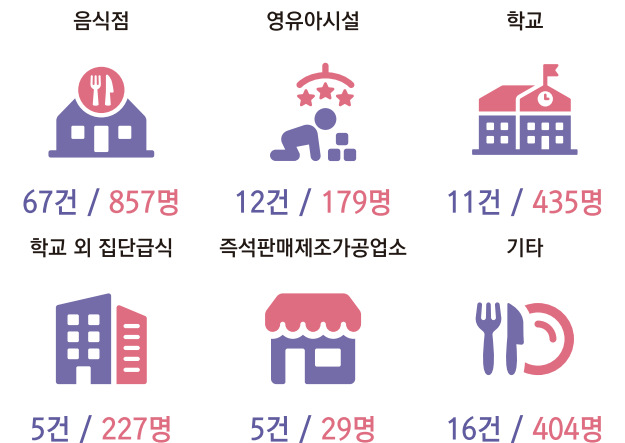 음식점 영유아시설 학교
67건 / 857명 12건 / 179명 11건 / 435명
학교 외 집단급식 즉석판매제조가공업소 기타
5건 / 227명 5건 / 29명 16건 / 404명